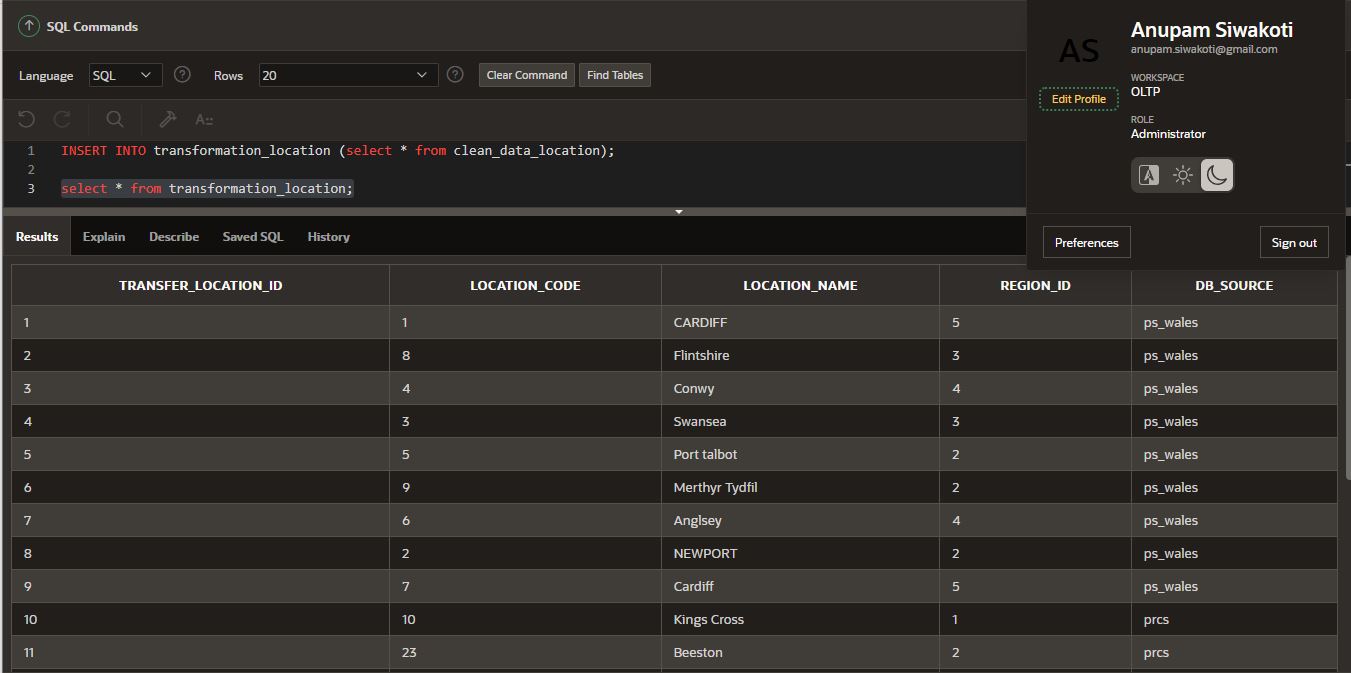 SQL Commands
Anupam Siwakoti
anupam.siwakoti@gmail.com
AS
Edit Profile
WORKSPACE
OLTP
ROLE
Administrator
Preferences Sign out
Language SQL ? Rows 20 ? Clear Command Find Tables
A::
1 INSERT INTO transformation_location (select * from clean_data_location);
2
3 select * from transformation_location;
Results Explain Describe Saved SQL History
TRANSFER_LOCATION_ID LOCATION_CODE LOCATION_NAME REGION_ID DB_SOURCE
1 1 CARDIFF 5 ps_wales
2 8 Flintshire 3 ps_wales
3 4 Conwy 4 ps_wales
4 3 Swansea 3 ps_wales
5 5 Port talbot 2 ps_wales
6 9 Merthyr Tydfil 2 ps_wales
7 6 Anglsey 4 ps_wales
8 2 NEWPORT 2 ps_wales
9 7 Cardiff 5 ps_wales
10 10 Kings Cross 1 prcs
11 23 Beeston 2 prcs